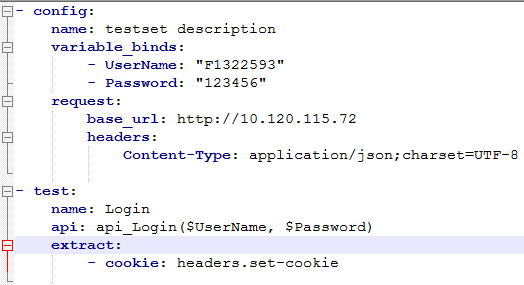 - config:
    name: testset description
    variable_binds:
        - UserName: "F1322593"
        - Password: "123456"
    request:
        base_url: http://10.120.115.72
        headers:
            Content-Type: application/json;charset=UTF-8
- test:
    name: Login
    api: api_Login($UserName, $Password)
    extract:
        - cookie: headers.set-cookie